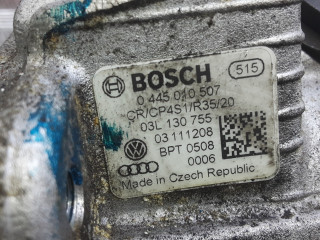 BOSCH
515
0 445 010 507
CR/CP4S1/R35/20
03L 130 755
03111208
BPT 0508
0006
Made in Czech Republic